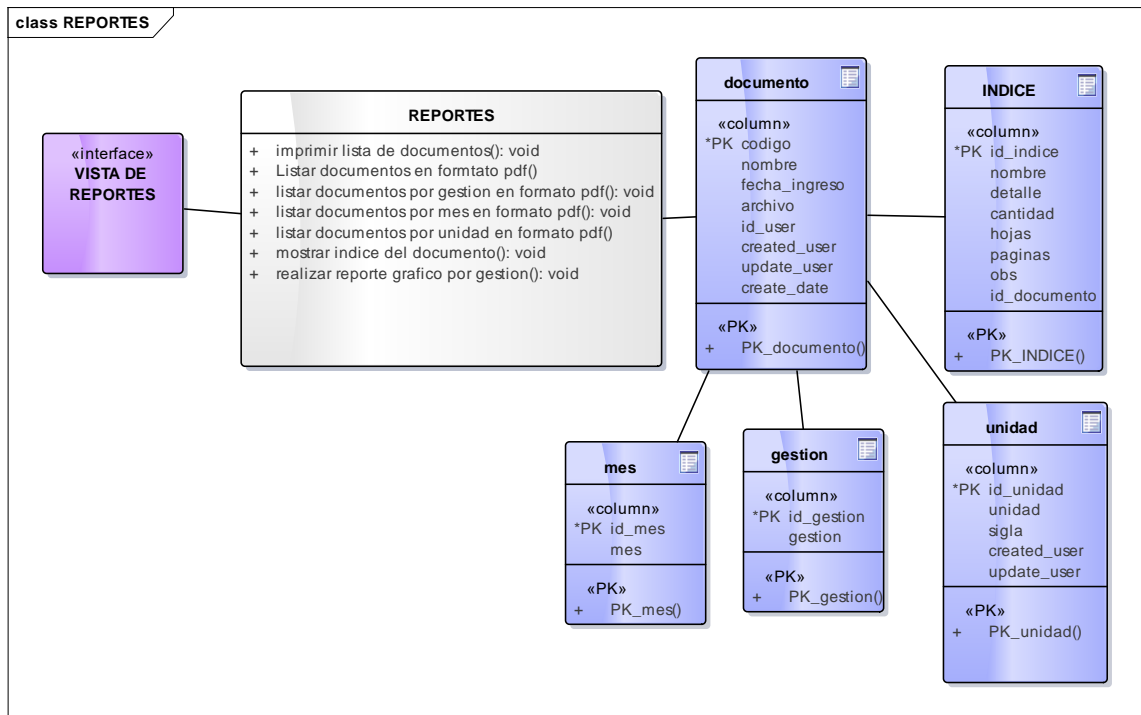 class REPORTES
«interface»
VISTA DE
REPORTES
REPORTES
+ imprimir lista de documentos(): void
+ Listar documentos en formtato pdf()
+ listar documentos por gestion en formato pdf(): void
+ listar documentos por mes en formato pdf(): void
+ listar documentos por unidad en formato pdf()
+ mostrar indice del documento(): void
+ realizar reporte grafico por gestion(): void
documento
«column»
*PK codigo
nombre
fecha_ingreso
archivo
id_user
created_user
update_user
create_date
«PK»
+ PK_documento()
INDICE
«column»
*PK id_indice
nombre
detalle
cantidad
hojas
paginas
obs
id_documento
«PK»
+ PK_INDICE()
mes
«column»
*PK id_mes
mes
«PK»
+ PK_mes()
gestion
«column»
*PK id_gestion
gestion
«PK»
+ PK_gestion()
unidad
«column»
*PK id_unidad
unidad
sigla
created_user
update_user
«PK»
+ PK_unidad()